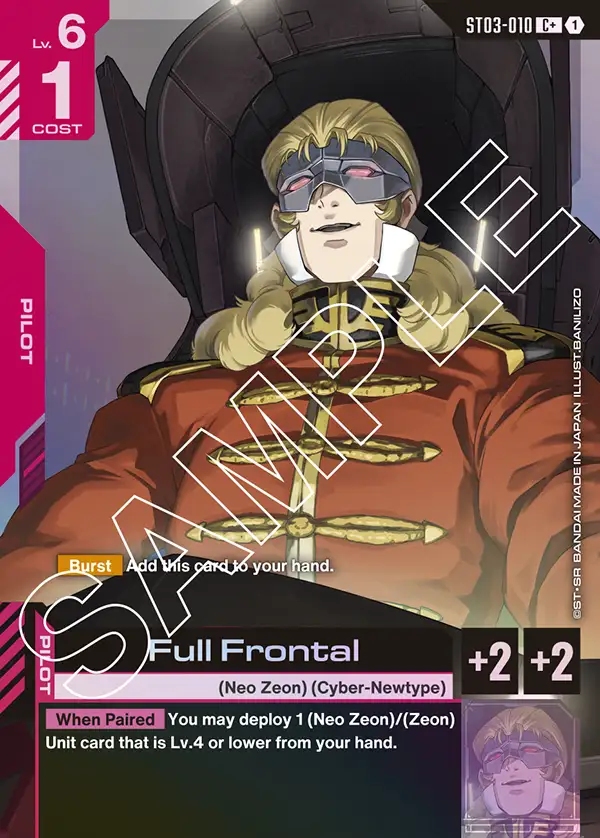 Lv. 6
1
COST
ST03-010 C+ 1
PILOT
SAMPLE
©ST・SR BANDAI MADE IN JAPAN ILLUST.BANILIZO
Burst Add this card to your hand.
PILOT
Full Frontal
+2 +2
(Neo Zeon) (Cyber-Newtype)
When Paired You may deploy 1 (Neo Zeon)/(Zeon)
Unit card that is Lv.4 or lower from your hand.